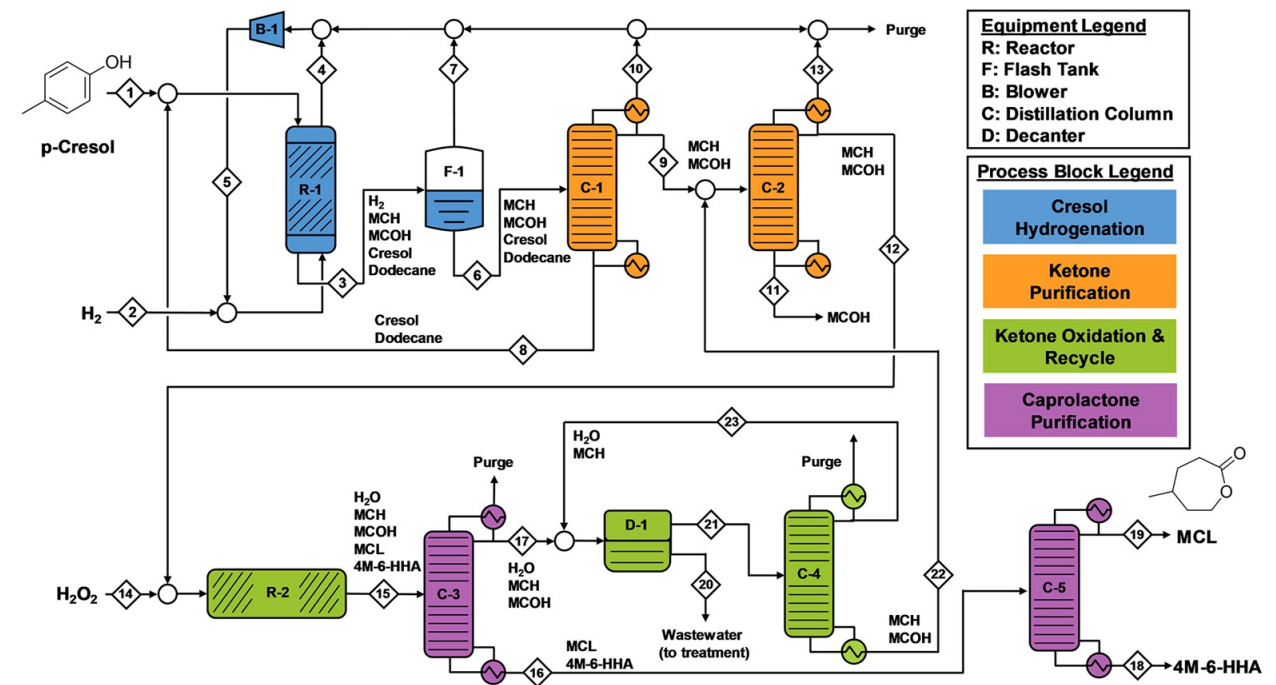 B-1
4
7
10
13
Purge
OH
1
p-Cresol
5
R-1
H2
MCH
MCOH
Cresol
Dodecane
3
F-1
6
MCH
MCOH
Cresol
Dodecane
C-1
9
MCH
MCOH
C-2
MCH
MCOH
12
11
MCOH
H2
2
Cresol
Dodecane
8
Equipment Legend
R: Reactor
F: Flash Tank
B: Blower
C: Distillation Column
D: Decanter
Process Block Legend
Cresol
Hydrogenation
Ketone
Purification
Ketone Oxidation &
Recycle
Caprolactone
Purification
23
H2O
MCH
Purge
Purge
H2O
MCH
MCOH
MCL
4M-6-HHA
H2O2
14
R-2
15
C-3
17
H2O
MCH
MCOH
D-1
21
20
Wastewater
(to treatment)
C-4
MCH
MCOH
22
MCL
4M-6-HHA
16
C-5
O
O
19
MCL
18
4M-6-HHA